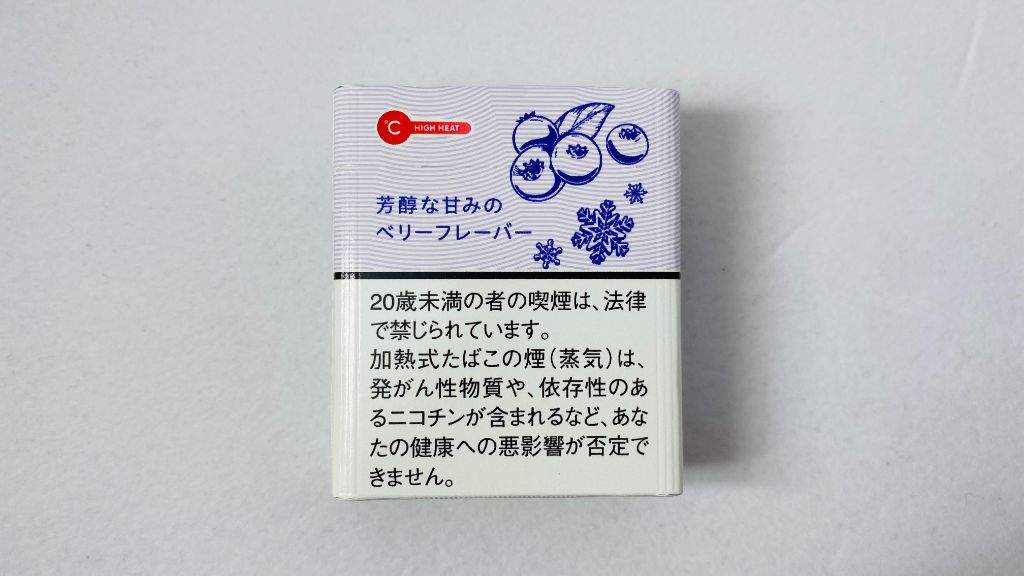 ℃ HIGH HEAT
芳醇な甘みの
ベリーフレーバー
20歳未満の者の喫煙は、法律
で禁じられています。
加熱式たばこの煙（蒸気）は、
発がん性物質や、依存性のあ
るニコチンが含まれるなど、あな
たの健康への悪影響が否定で
きません。